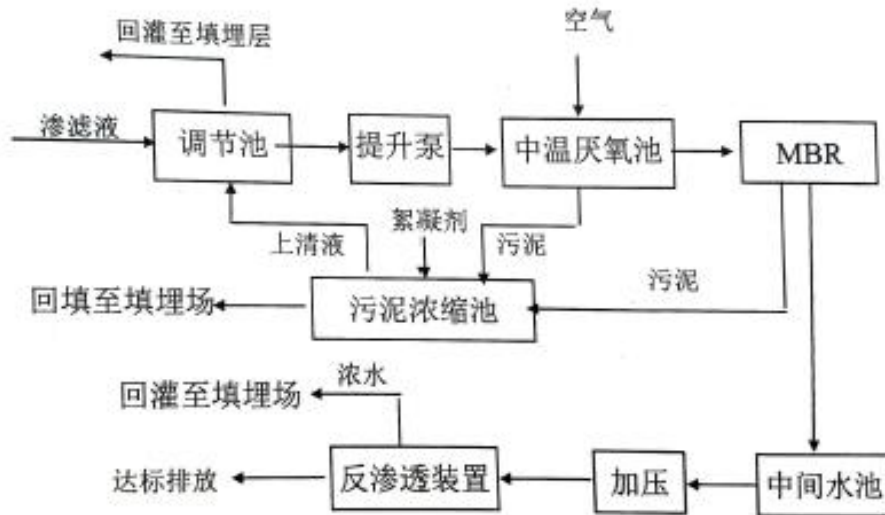 回灌至填埋层
空气
渗滤液
调节池
提升泵
中温厌氧池
MBR
上清液
絮凝剂
污泥
污泥
回填至填埋场
污泥浓缩池
浓水
回灌至填埋场
达标排放
反渗透装置
加压
中间水池